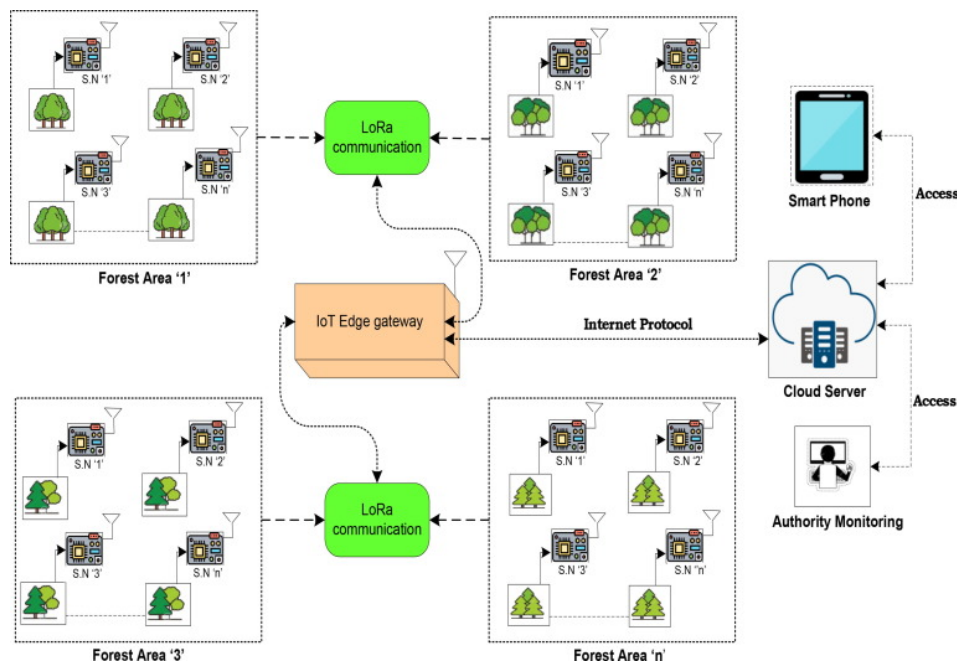 S.N '1'
S.N '2'
S.N '3'
S.N 'n'
Forest Area '1'
LoRa
communication
S.N '1'
S.N '2'
S.N '3'
S.N 'n'
Forest Area '2'
Smart Phone
Access
IoT Edge gateway
Internet Protocol
Cloud Server
Access
Authority Monitoring
S.N '1'
S.N '2'
S.N '3'
S.N 'n'
Forest Area '3'
LoRa
communication
S.N '1'
S.N '2'
S.N '3'
S.N ''n'
Forest Area 'n'